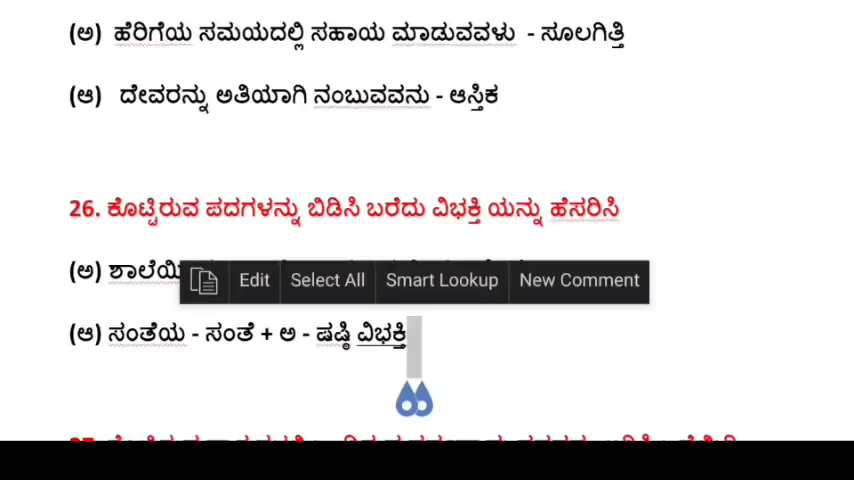 (ಅ) ಹೆರಿಗೆಯ ಸಮಯದಲ್ಲಿ ಸಹಾಯ ಮಾಡುವವಳು - ಸೂಲಗಿತ್ತಿ
(ಆ) ದೇವರನ್ನು ಅತಿಯಾಗಿ ನಂಬುವವನು - ಆಸ್ತಿಕ
26. ಕೊಟ್ಟಿರುವ ಪದಗಳನ್ನು ಬಿಡಿಸಿ ಬರೆದು ವಿಭಕ್ತಿ ಯನ್ನು ಹೆಸರಿಸಿ
(ಅ)
Edit Select All Smart Lookup New Comment
(ಆ) ಸಂತೆಯ - ಸಂತೆ + ಅ - ಷಷ್ಠಿ ವಿಭಕ್ತಿ